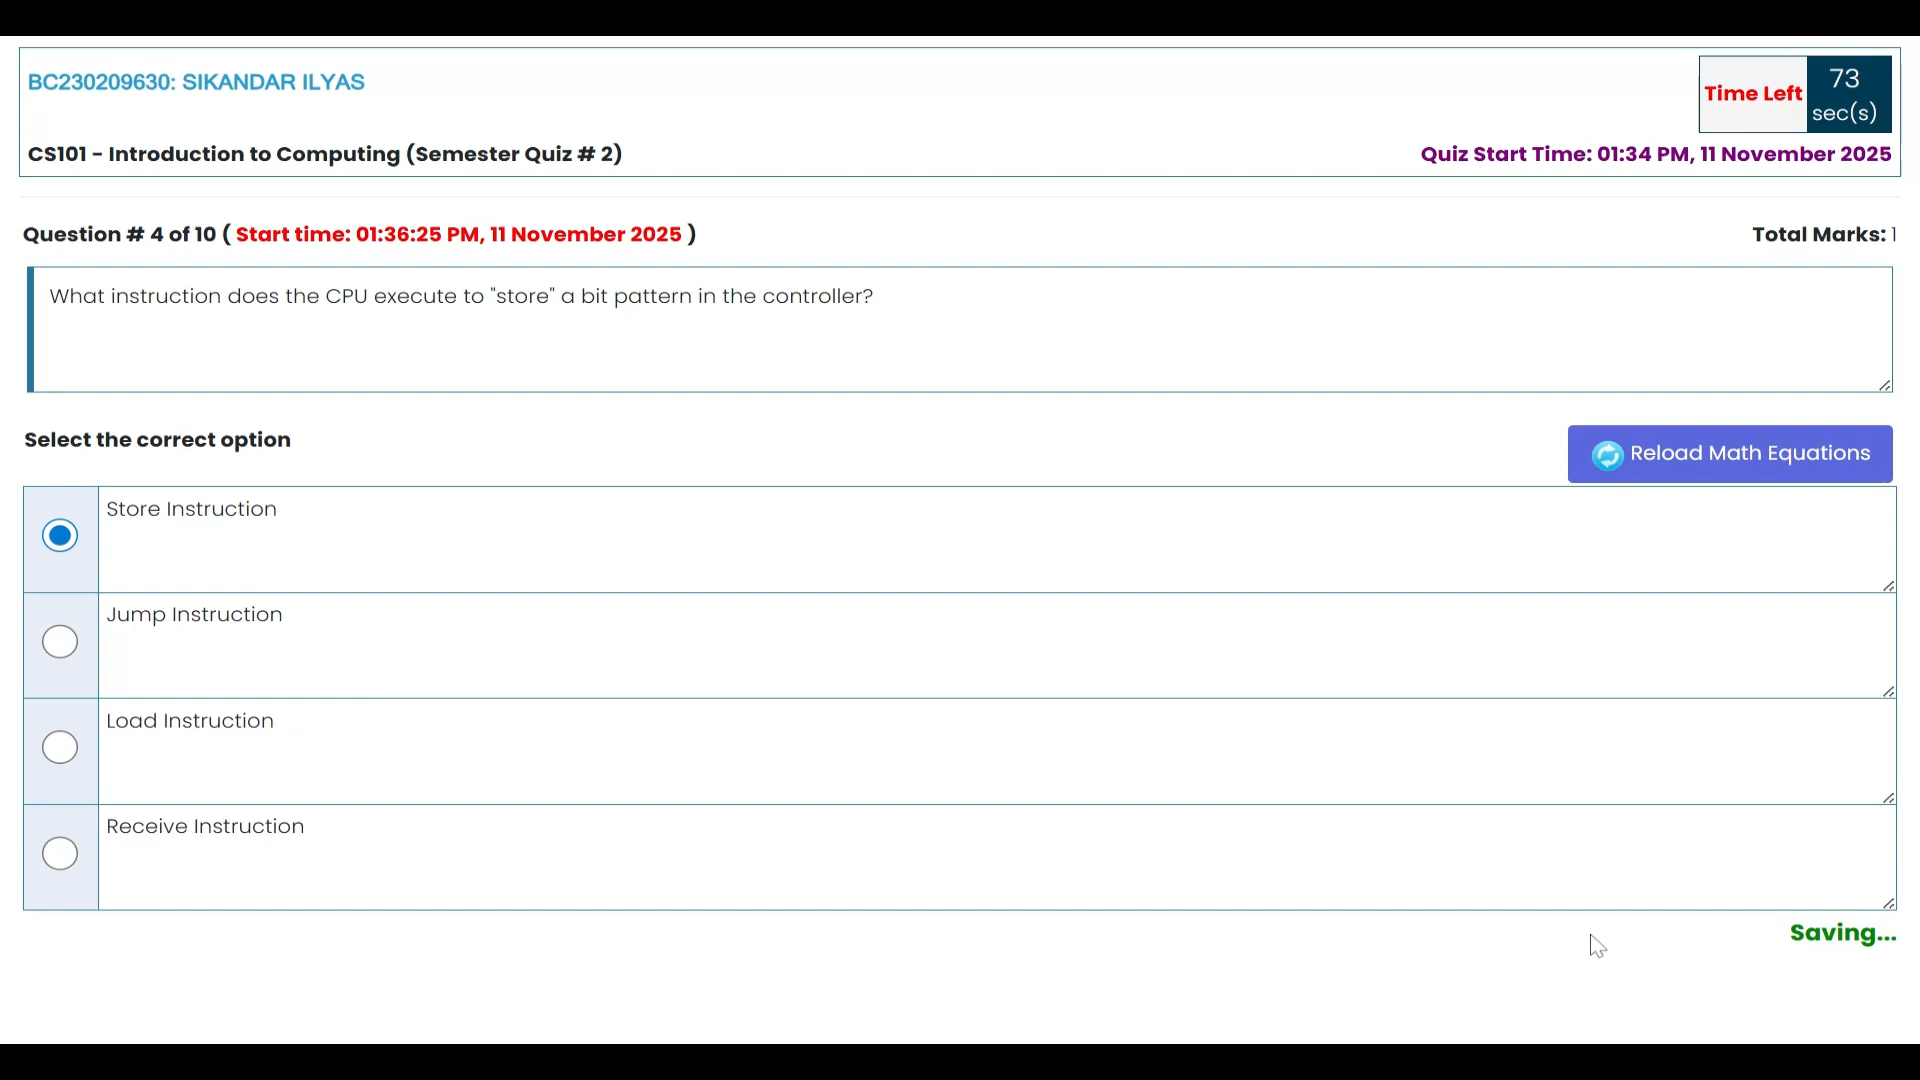 BC230209630: SIKANDAR ILYAS
Time Left
73
sec(s)
CS101 - Introduction to Computing (Semester Quiz # 2)
Quiz Start Time: 01:34 PM, 11 November 2025
Question # 4 of 10 ( Start time: 01:36:25 PM, 11 November 2025 )
Total Marks: 1
What instruction does the CPU execute to "store" a bit pattern in the controller?
Select the correct option
Reload Math Equations
Store Instruction
Jump Instruction
Load Instruction
Receive Instruction
Saving...